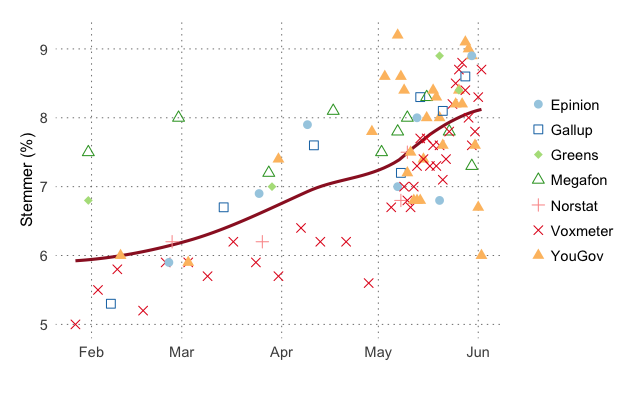 Stemmer (%)
9
8
7
6
5
Feb
Mar
Apr
May
Jun
Epinion
Gallup
Greens
Megafon
Norstat
Voxmeter
YouGov